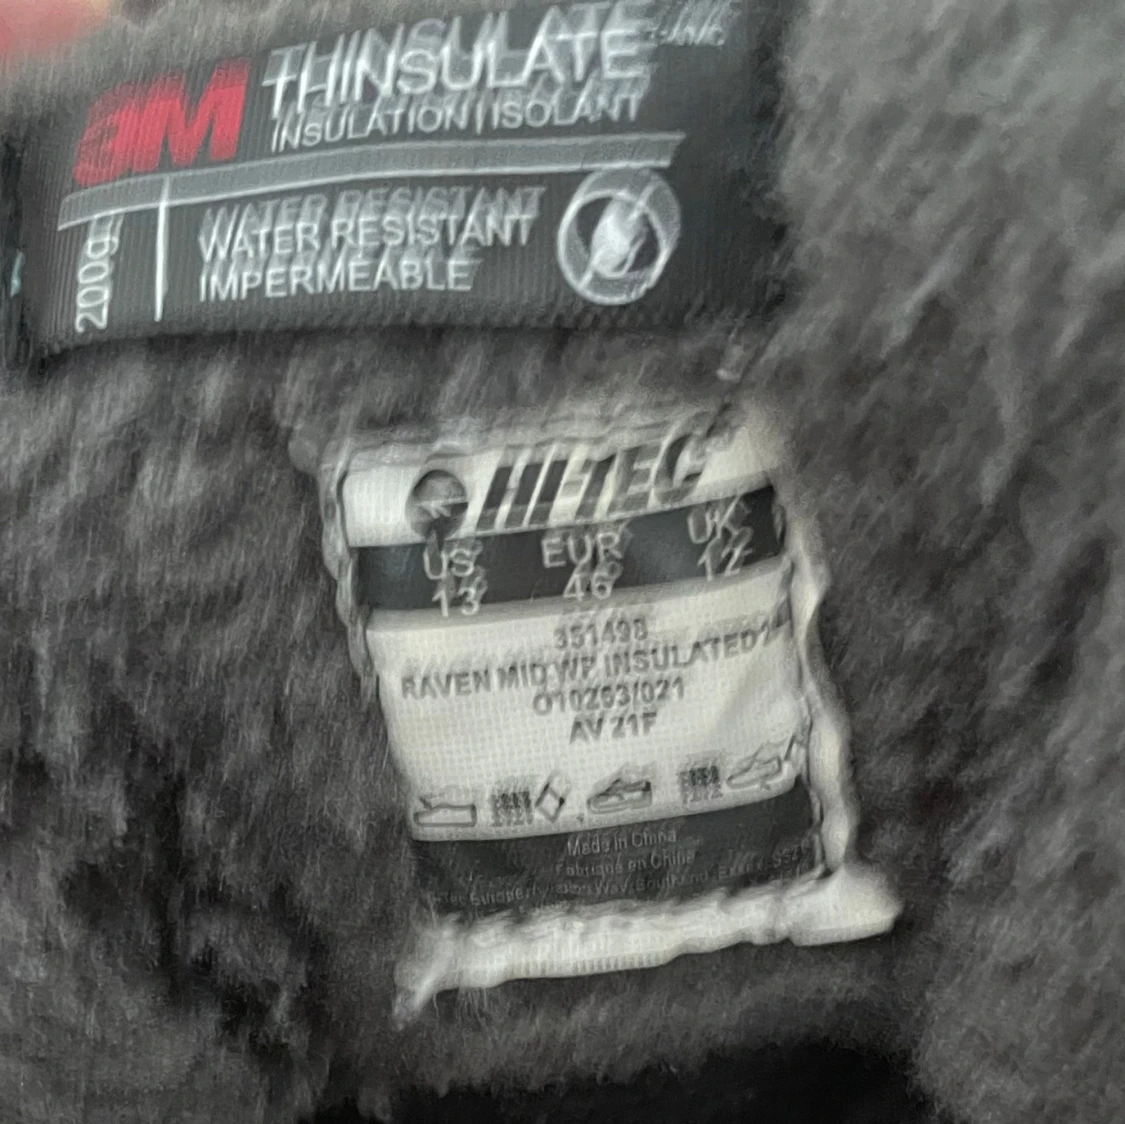 3M THINSULATE
INSULATION | ISOLANT
200g
WATER RESISTANT
IMPERMEABLE
HI-TEC
US EUR UK
13 46 12
351498
RAVEN MID WP INSULATED
O10263/021
AV 21F
Made in China
Fabriqué en China